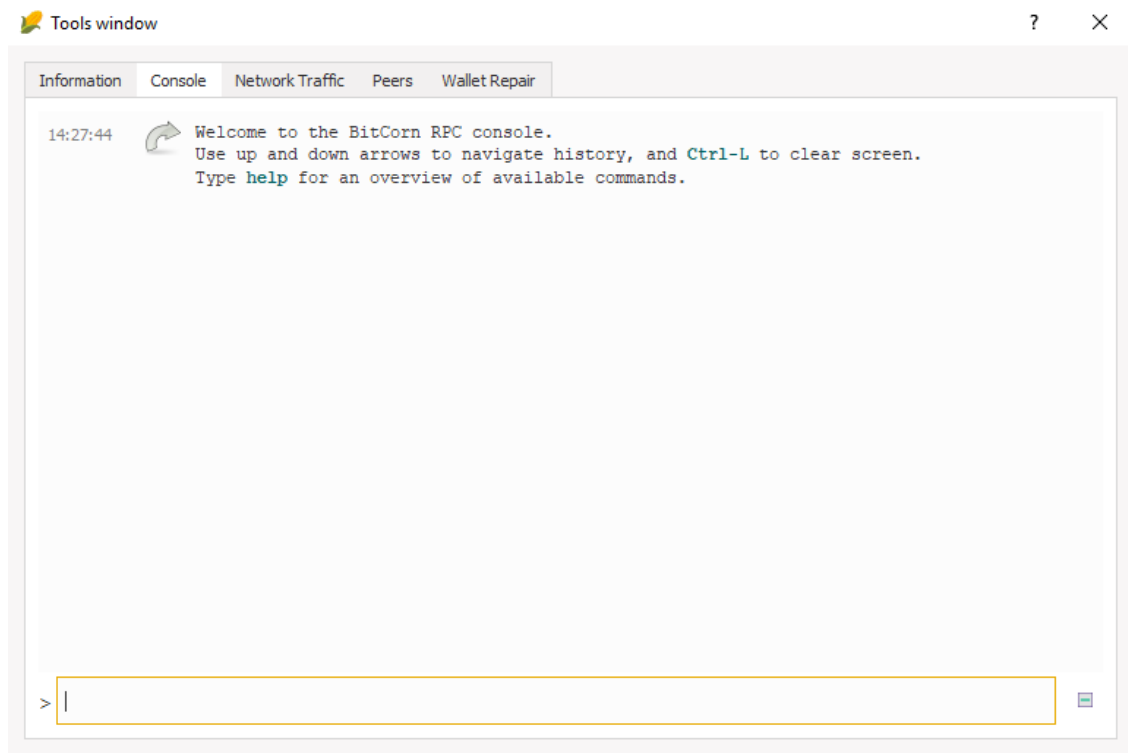 Tools window
Information Console Network Traffic Peers Wallet Repair
14:27:44 Welcome to the BitCorn RPC console.
Use up and down arrows to navigate history, and Ctrl-L to clear screen.
Type help for an overview of available commands.
>